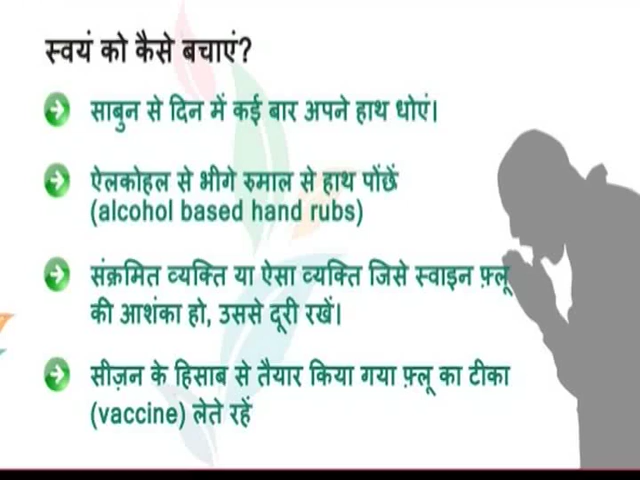 स्वयं को कैसे बचाएं?
साबुन से दिन में कई बार अपने हाथ धोएं।
ऐलकोहल से भीगे रुमाल से हाथ पोंछें
(alcohol based hand rubs)
संक्रमित व्यक्ति या ऐसा व्यक्ति जिसे स्वाइन फ़्लू
की आशंका हो, उससे दूरी रखें।
सीज़न के हिसाब से तैयार किया गया फ़्लू का टीका
(vaccine) लेते रहें